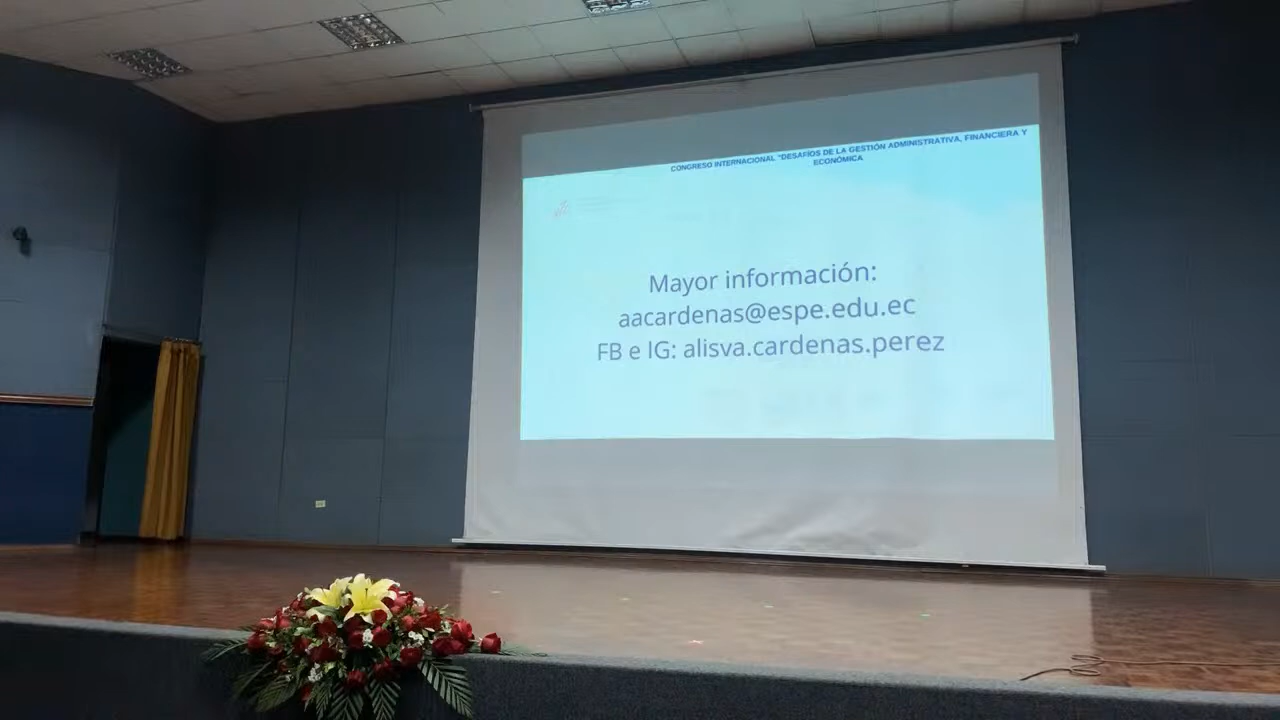 CONGRESO INTERNACIONAL "DESAFÍOS DE LA GESTIÓN ADMINISTRATIVA, FINANCIERA Y
ECONÓMICA
Mayor información:
aacardenas@espe.edu.ec
FB e IG: alisva.cardenas.perez